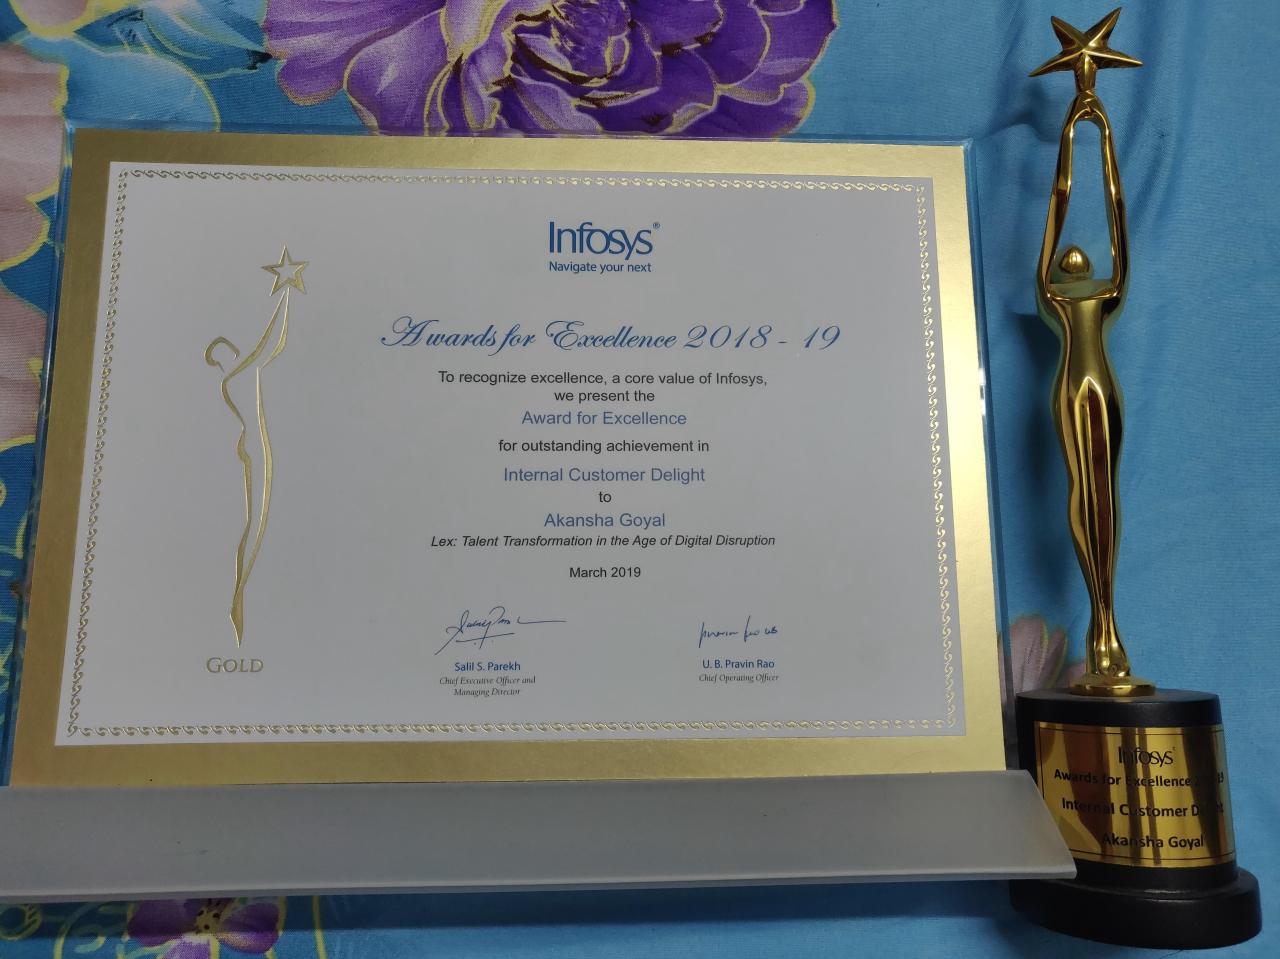 Infosys®
Navigate your next
Awards for Excellence 2018 - 19
To recognize excellence, a core value of Infosys,
we present the
Award for Excellence
for outstanding achievement in
Internal Customer Delight
to
Akansha Goyal
Lex: Talent Transformation in the Age of Digital Disruption
March 2019
Salil S. Parekh
Chief Executive Officer and
Managing Director
U. B. Pravin Rao
Chief Operating Officer
GOLD
Infosys
Awards for Excellence
Internal Customer
Akansha Goyal